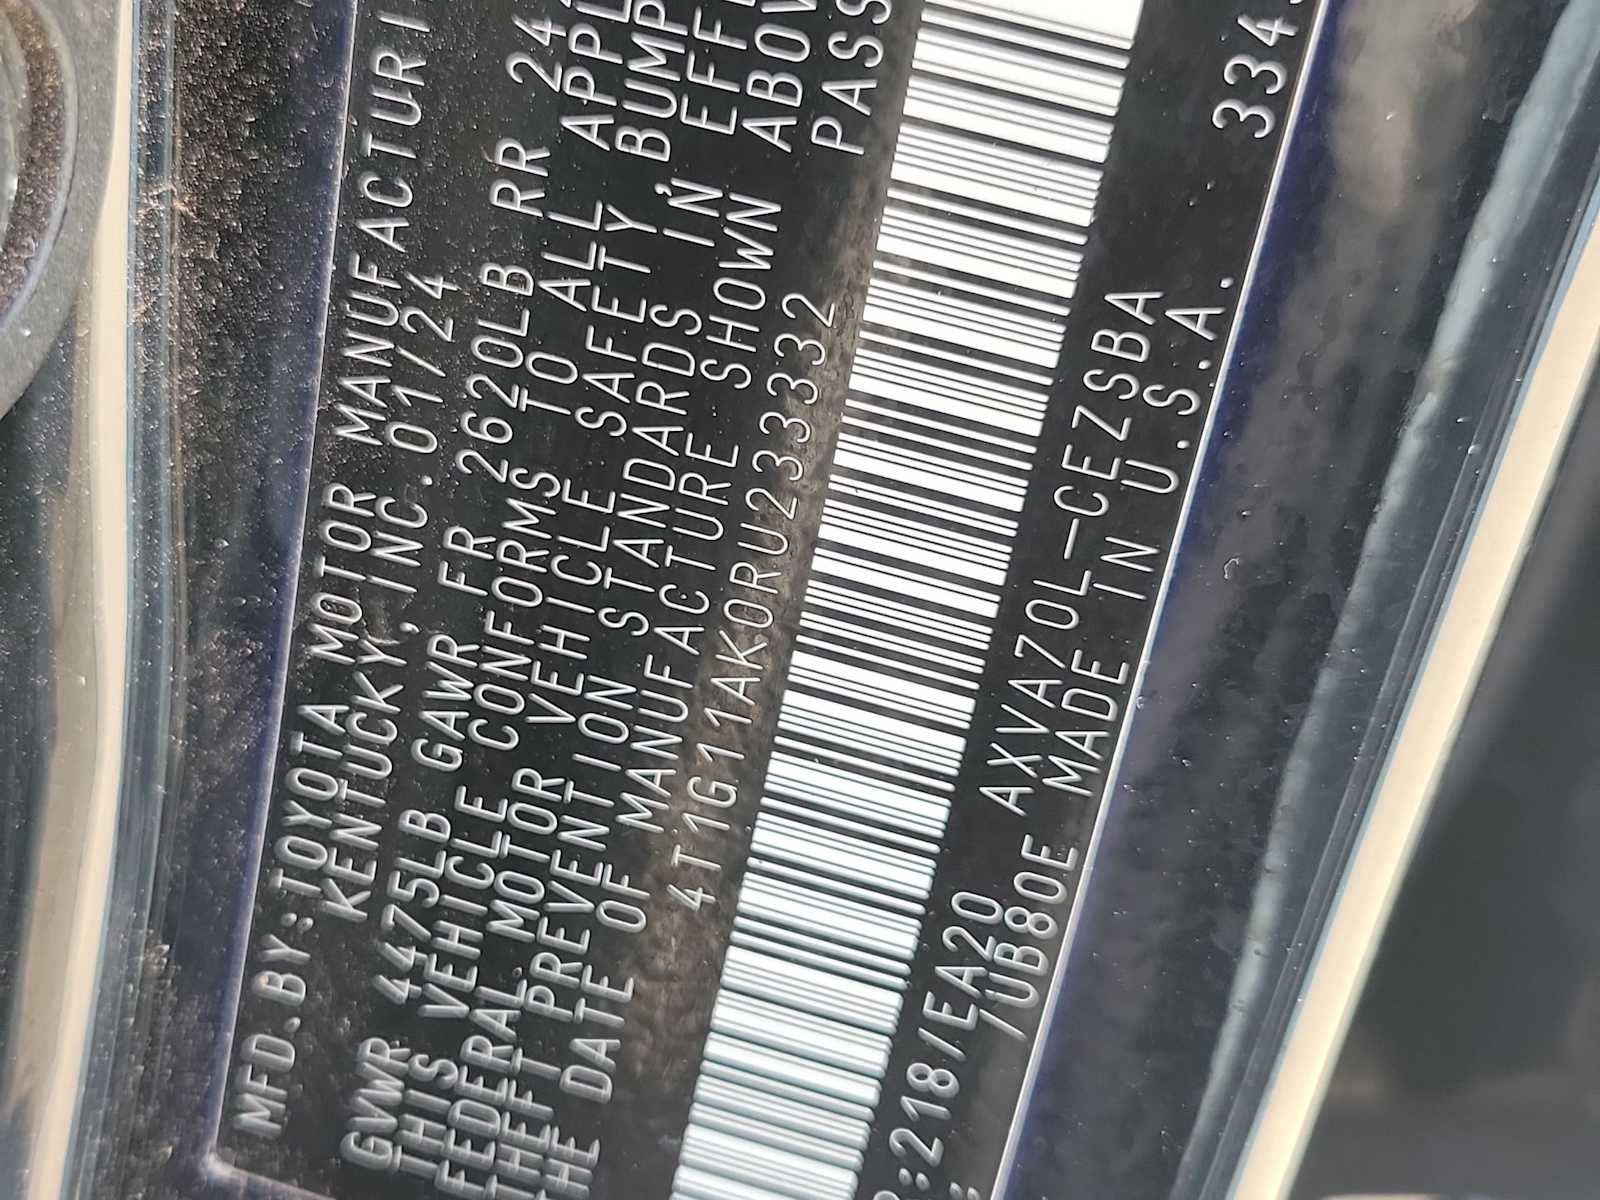 MFD.BY:TOYOTA MOTOR MANUFACTURI
KENTUCKY, INC. 01/24
GVWR 4475LB GAWR FR 2620LB RR 24
THIS VEHICLE CONFORMS TO ALL APPL
FEDERAL MOTOR VEHICLE SAFETY, BUMP
THEFT PREVENTION STANDARDS IN EFF
THE DATE OF MANUFACTURE SHOWN ABOV
4T1G11AK0RU233332 PASS
:218/EA20 AXVA70L-CEZSBA 334
7UB80E MADE IN U.S.A.